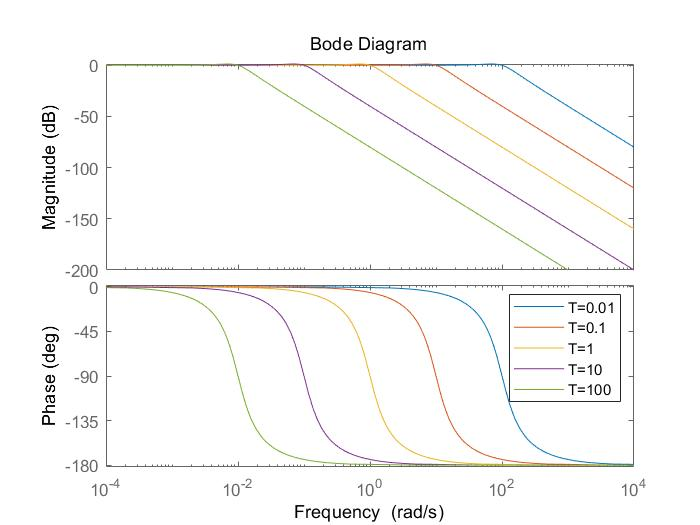 Bode Diagram
Magnitude (dB)
0
-50
-100
-150
-200
Phase (deg)
0
-45
-90
-135
-180
T=0.01
T=0.1
T=1
T=10
T=100
10^-4
10^-2
10^0
10^2
10^4
Frequency (rad/s)